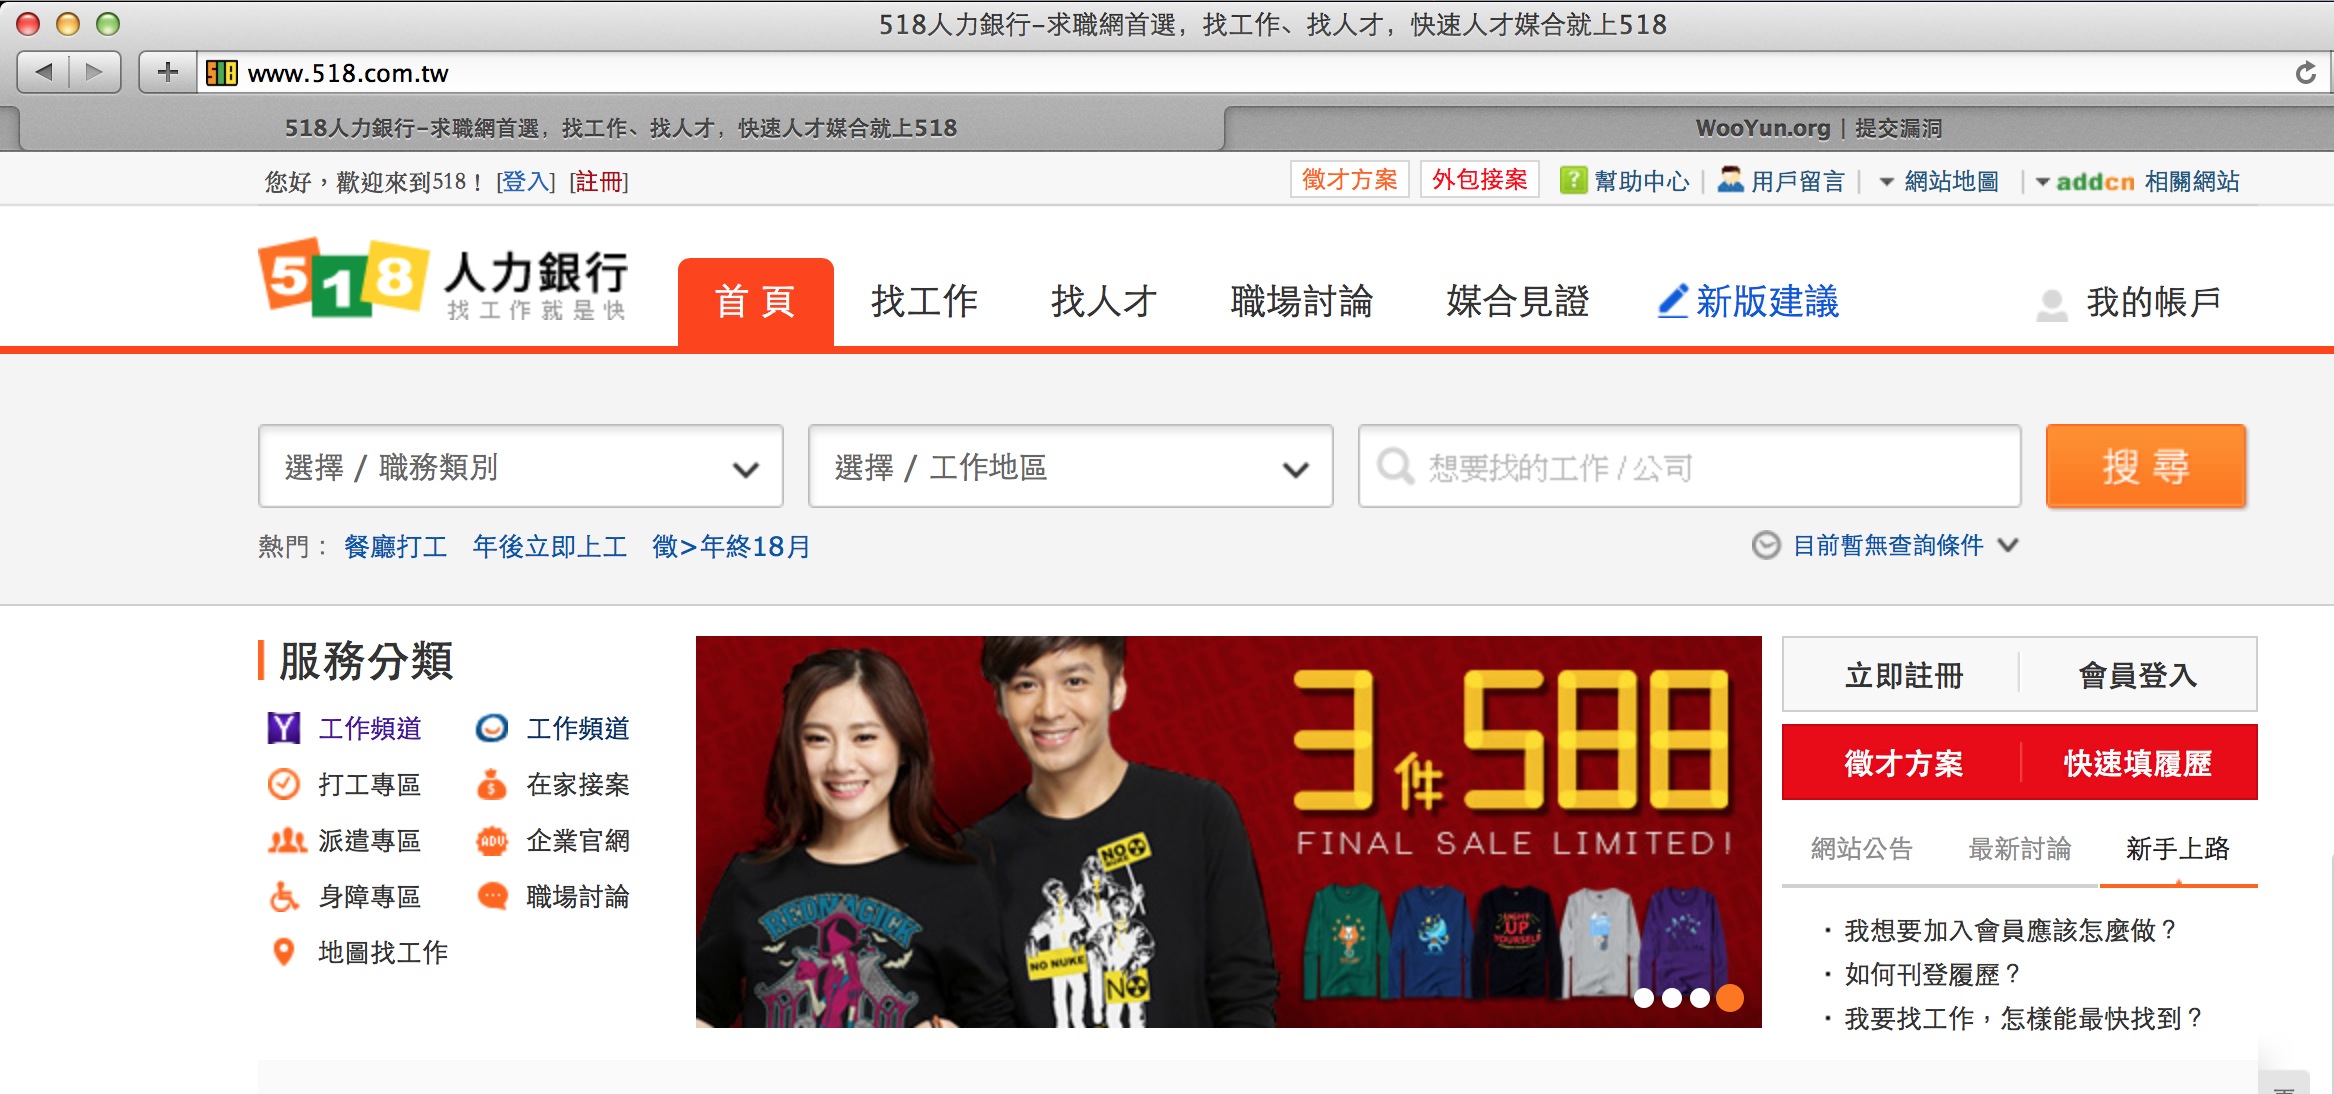 518人力銀行-求職網首選，找工作、找人才，快速人才媒合就上518
www.518.com.tw
518人力銀行-求職網首選，找工作、找人才，快速人才媒合就上518
WooYun.org | 提交漏洞
您好，歡迎來到518！ [登入] [註冊]
徵才方案 外包接案 ? 幫助中心 | 用戶留言 | 網站地圖 | addcn 相關網站
518 人力銀行
找工作就是快
首頁 找工作 找人才 職場討論 媒合見證 新版建議 我的帳戶
選擇 / 職務類別 選擇 / 工作地區 想要找的工作 / 公司 搜尋
熱門： 餐廳打工 年後立即上工 徵>年終18月 目前暫無查詢條件
服務分類
Y 工作頻道 工作頻道
打工專區 $ 在家接案
派遣專區 ADV 企業官網
身障專區 職場討論
地圖找工作
3件588
FINAL SALE LIMITED!
REDMAGICK
NO
NO NUKE
NO
LIGHT
UP
YOURSELF
立即註冊 會員登入
徵才方案 快速填履歷
網站公告 最新討論 新手上路
· 我想要加入會員應該怎麼做？
· 如何刊登履歷？
· 我要找工作，怎樣能最快找到？